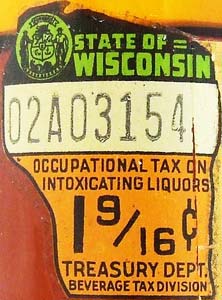 STATE OF =
WISCONSIN
02A03154
OCCUPATIONAL TAX ON
INTOXICATING LIQUORS
1 9/16 ¢
TREASURY DEPT.
BEVERAGE TAX DIVISION